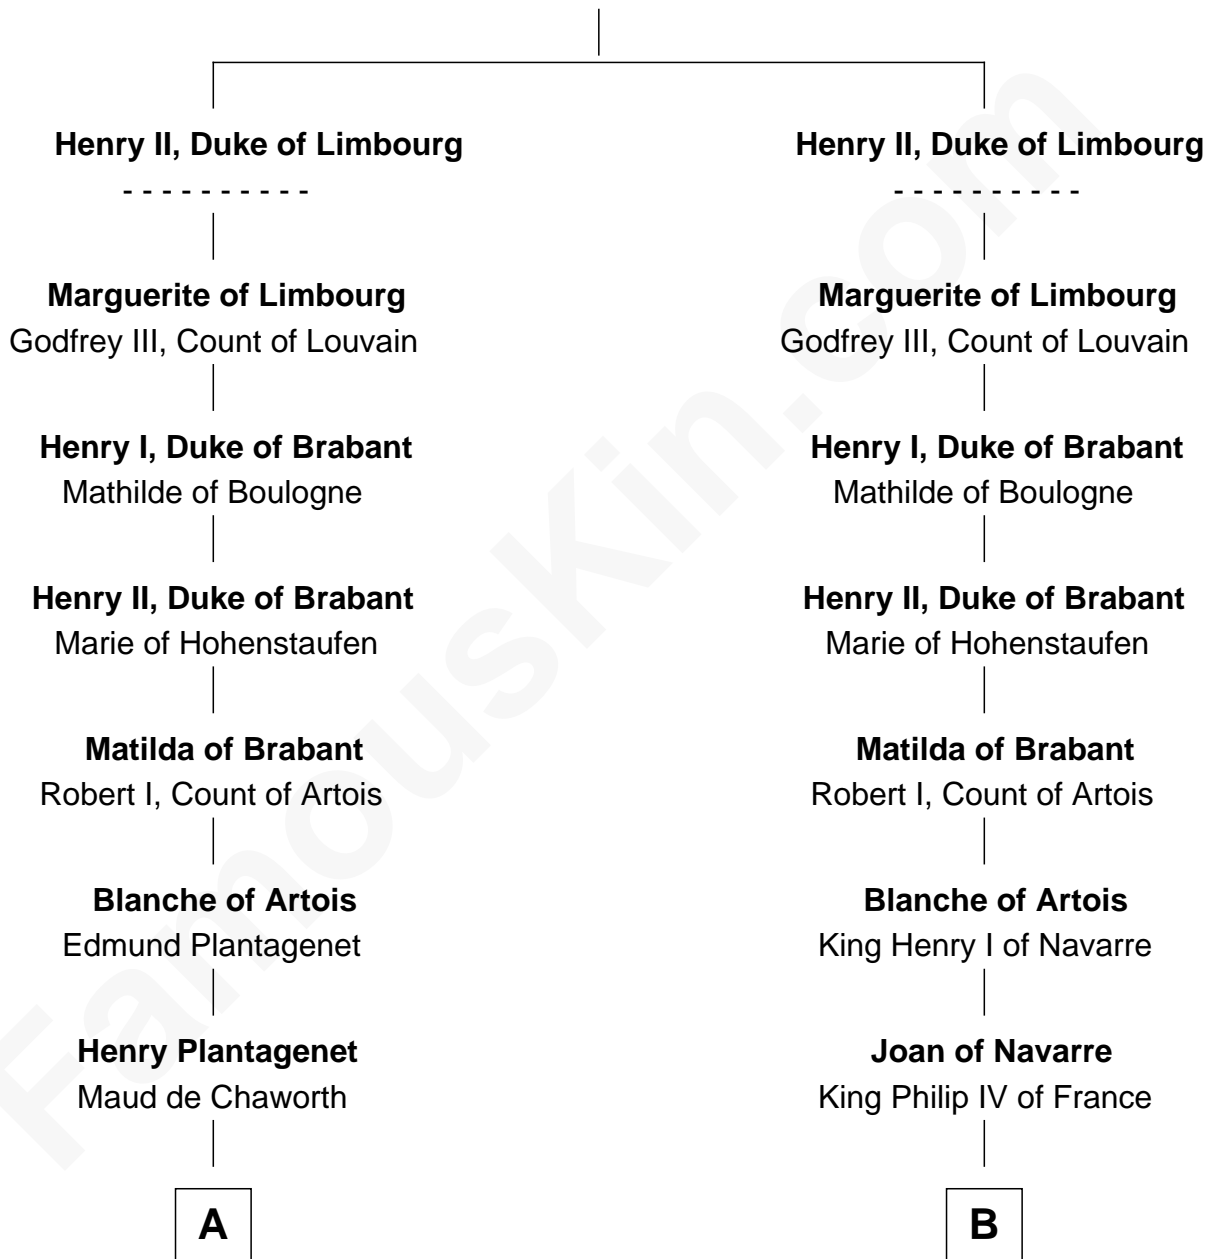 Henry II, Duke of Limbourg
- - - - - - - - - -
Marguerite of Limbourg
Godfrey III, Count of Louvain
Henry I, Duke of Brabant
Mathilde of Boulogne
Henry II, Duke of Brabant
Marie of Hohenstaufen
Matilda of Brabant
Robert I, Count of Artois
Blanche of Artois
Edmund Plantagenet
Henry Plantagenet
Maud de Chaworth
A
Henry II, Duke of Limbourg
- - - - - - - - - -
Marguerite of Limbourg
Godfrey III, Count of Louvain
Henry I, Duke of Brabant
Mathilde of Boulogne
Henry II, Duke of Brabant
Marie of Hohenstaufen
Matilda of Brabant
Robert I, Count of Artois
Blanche of Artois
King Henry I of Navarre
Joan of Navarre
King Philip IV of France
B
FamousKin.com